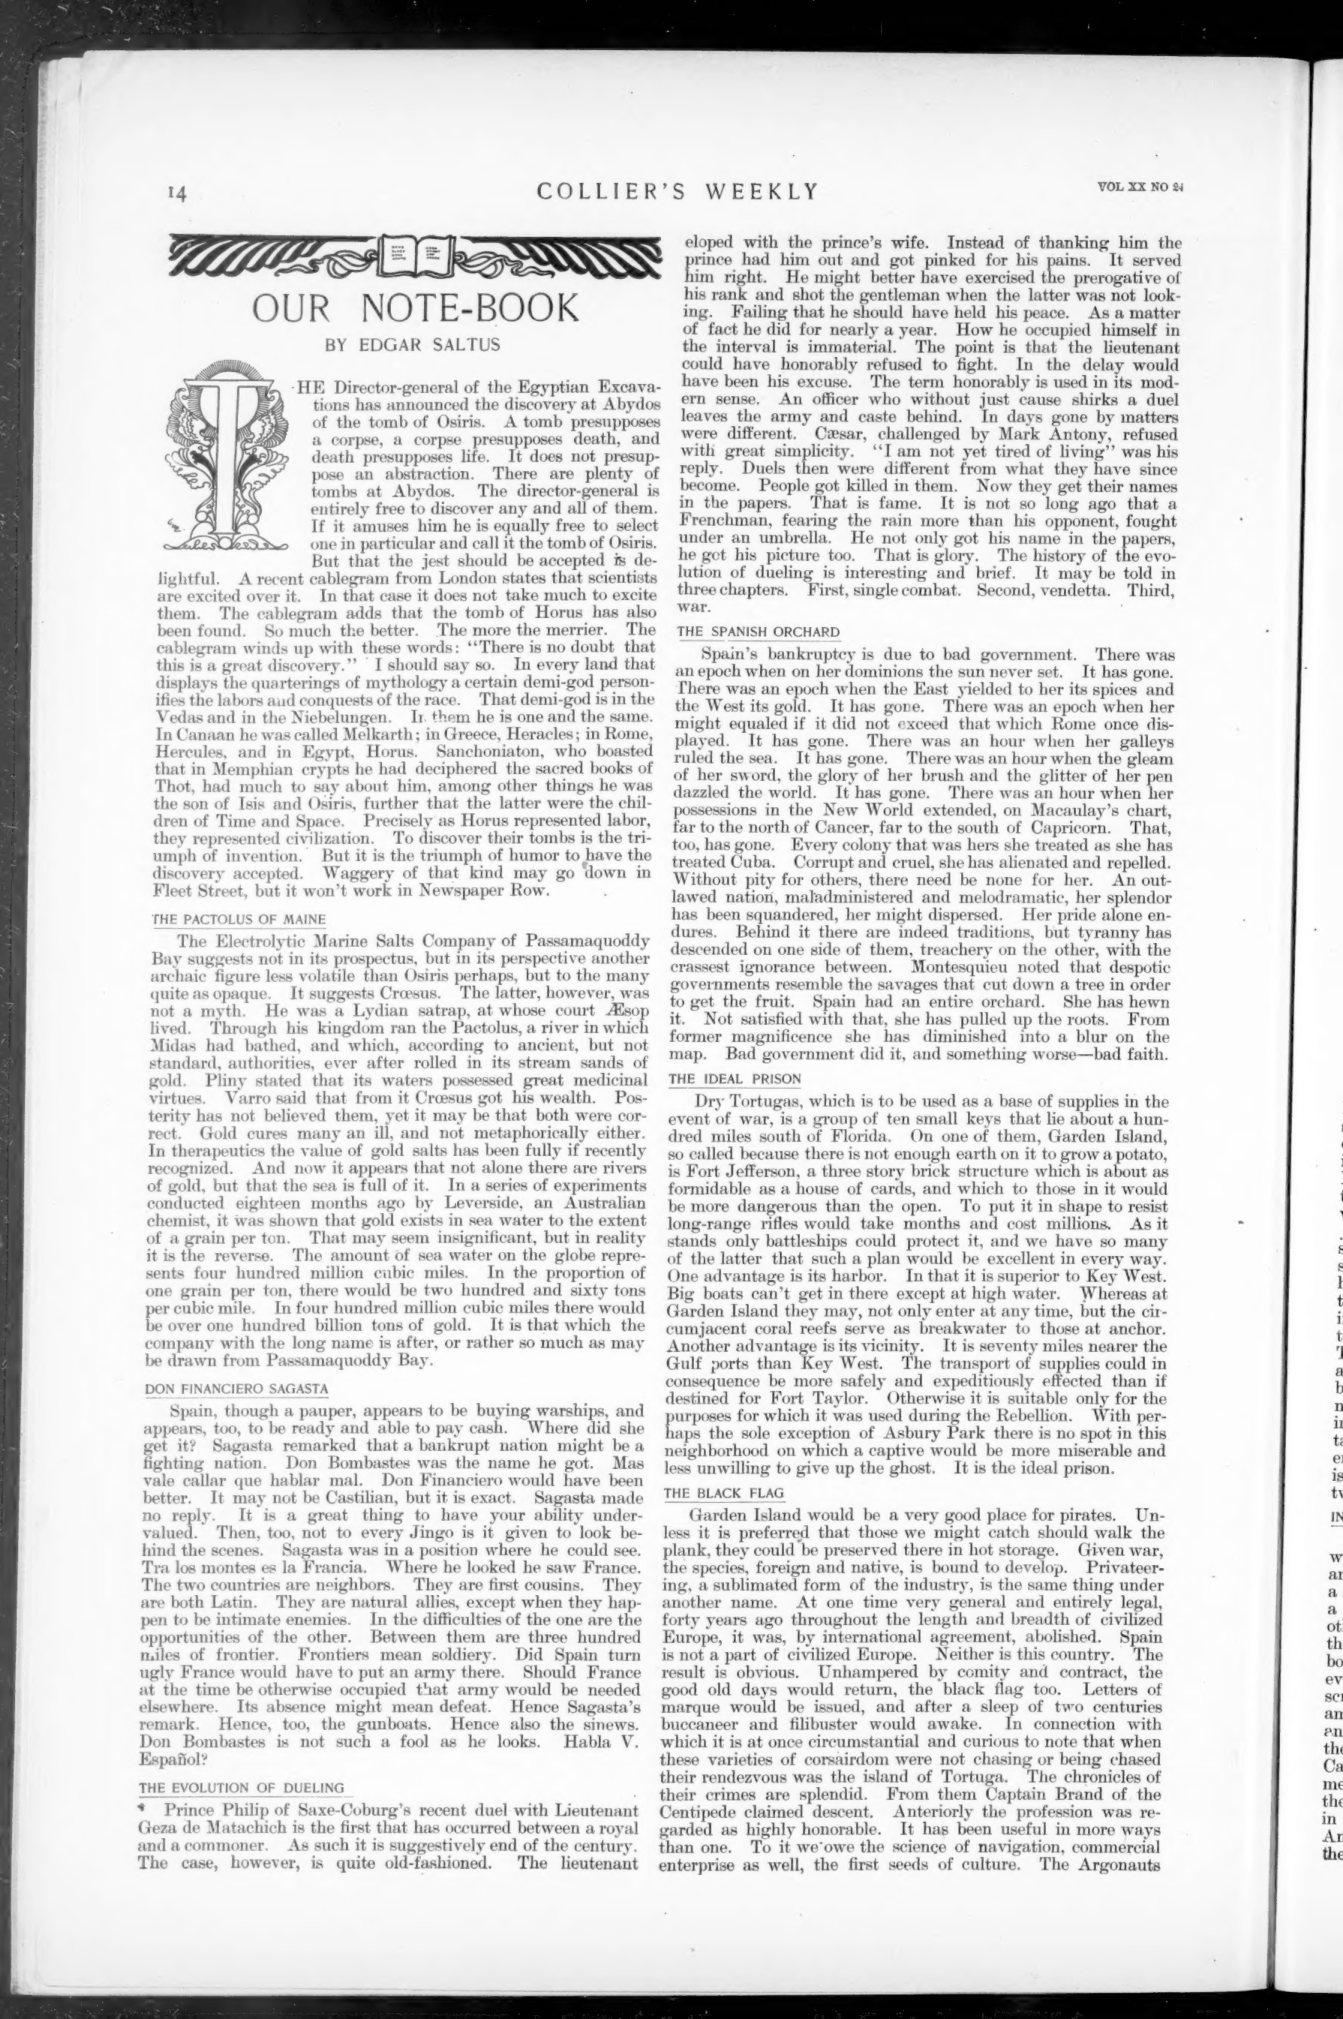 14
COLLIER'S WEEKLY
VOL XX NO 24
OUR NOTE-BOOK
BY EDGAR SALTUS
THE Director-general of the Egyptian Excava-
tions has announced the discovery at Abydos
of the tomb of Osiris. A tomb presupposes
a corpse, a corpse presupposes death, and
death presupposes life. It does not presup-
pose an abstraction. There are plenty of
tombs at Abydos. The director-general is
entirely free to discover any and all of them.
If it amuses him he is equally free to select
one in particular and call it the tomb of Osiris.
But that the jest should be accepted is de-
lightful. A recent cablegram from London states that scientists
are excited over it. In that case it does not take much to excite
them. The cablegram adds that the tomb of Horus has also
been found. So much the better. The more the merrier. The
cablegram winds up with these words: "There is no doubt that
this is a great discovery." I should say so. In every land that
displays the quarterings of mythology a certain demi-god person-
ifies the labors and conquests of the race. That demi-god is in the
Vedas and in the Niebelungen. In them he is one and the same.
In Canaan he was called Melkarth; in Greece, Heracles; in Rome,
Hercules, and in Egypt, Horus. Sanchoniaton, who boasted
that in Memphian crypts he had deciphered the sacred books of
Thot, had much to say about him, among other things he was
the son of Isis and Osiris, further that the latter were the chil-
dren of Time and Space. Precisely as Horus represented labor,
they represented civilization. To discover their tombs is the tri-
umph of invention. But it is the triumph of humor to have the
discovery accepted. Waggery of that kind may go down in
Fleet Street, but it won't work in Newspaper Row.
THE PACTOLUS OF MAINE
The Electrolytic Marine Salts Company of Passamaquoddy
Bay suggests not in its prospectus, but in its perspective another
archaic figure less volatile than Osiris perhaps, but to the many
quite as opaque. It suggests Crœsus. The latter, however, was
not a myth. He was a Lydian satrap, at whose court Æsop
lived. Through his kingdom ran the Pactolus, a river in which
Midas had bathed, and which, according to ancient, but not
standard, authorities, ever after rolled in its stream sands of
gold. Pliny stated that its waters possessed great medicinal
virtues. Varro said that from it Crœsus got his wealth. Pos-
terity has not believed them, yet it may be that both were cor-
rect. Gold cures many an ill, and not metaphorically either.
In therapeutics the value of gold salts has been fully if recently
recognized. And now it appears that not alone there are rivers
of gold, but that the sea is full of it. In a series of experiments
conducted eighteen months ago by Leverside, an Australian
chemist, it was shown that gold exists in sea water to the extent
of a grain per ton. That may seem insignificant, but in reality
it is the reverse. The amount of sea water on the globe repre-
sents four hundred million cubic miles. In the proportion of
one grain per ton, there would be two hundred and sixty tons
per cubic mile. In four hundred million cubic miles there would
be over one hundred billion tons of gold. It is that which the
company with the long name is after, or rather so much as may
be drawn from Passamaquoddy Bay.
DON FINANCIERO SAGASTA
Spain, though a pauper, appears to be buying warships, and
appears, too, to be ready and able to pay cash. Where did she
get it? Sagasta remarked that a bankrupt nation might be a
fighting nation. Don Bombastes was the name he got. Mas
vale callar que hablar mal. Don Financiero would have been
better. It may not be Castilian, but it is exact. Sagasta made
no reply. It is a great thing to have your ability under-
valued. Then, too, not to every Jingo is it given to look be-
hind the scenes. Sagasta was in a position where he could see.
Tra los montes es la Francia. Where he looked he saw France.
The two countries are neighbors. They are first cousins. They
are both Latin. They are natural allies, except when they hap-
pen to be intimate enemies. In the difficulties of the one are the
opportunities of the other. Between them are three hundred
miles of frontier. Frontiers mean soldiery. Did Spain turn
ugly France would have to put an army there. Should France
at the time be otherwise occupied that army would be needed
elsewhere. Its absence might mean defeat. Hence Sagasta's
remark. Hence, too, the gunboats. Hence also the sinews.
Don Bombastes is not such a fool as he looks. Habla V.
Español?
THE EVOLUTION OF DUELING
Prince Philip of Saxe-Coburg's recent duel with Lieutenant
Geza de Matachich is the first that has occurred between a royal
and a commoner. As such it is suggestively end of the century.
The case, however, is quite old-fashioned. The lieutenant
eloped with the prince's wife. Instead of thanking him the
prince had him out and got pinked for his pains. It served
him right. He might better have exercised the prerogative of
his rank and shot the gentleman when the latter was not look-
ing. Failing that he should have held his peace. As a matter
of fact he did for nearly a year. How he occupied himself in
the interval is immaterial. The point is that the lieutenant
could have honorably refused to fight. In the delay would
have been his excuse. The term honorably is used in its mod-
ern sense. An officer who without just cause shirks a duel
leaves the army and caste behind. In days gone by matters
were different. Cæsar, challenged by Mark Antony, refused
with great simplicity. "I am not yet tired of living" was his
reply. Duels then were different from what they have since
become. People got killed in them. Now they get their names
in the papers. That is fame. It is not so long ago that a
Frenchman, fearing the rain more than his opponent, fought
under an umbrella. He not only got his name in the papers,
he got his picture too. That is glory. The history of the evo-
lution of dueling is interesting and brief. It may be told in
three chapters. First, single combat. Second, vendetta. Third,
war.
THE SPANISH ORCHARD
Spain's bankruptcy is due to bad government. There was
an epoch when on her dominions the sun never set. It has gone.
There was an epoch when the East yielded to her its spices and
the West its gold. It has gone. There was an epoch when her
might equaled if it did not exceed that which Rome once dis-
played. It has gone. There was an hour when her galleys
ruled the sea. It has gone. There was an hour when the gleam
of her sword, the glory of her brush and the glitter of her pen
dazzled the world. It has gone. There was an hour when her
possessions in the New World extended, on Macaulay's chart,
far to the north of Cancer, far to the south of Capricorn. That,
too, has gone. Every colony that was hers she treated as she has
treated Cuba. Corrupt and cruel, she has alienated and repelled.
Without pity for others, there need be none for her. An out-
lawed nation, maladministered and melodramatic, her splendor
has been squandered, her might dispersed. Her pride alone en-
dures. Behind it there are indeed traditions, but tyranny has
descended on one side of them, treachery on the other, with the
crassest ignorance between. Montesquieu noted that despotic
governments resemble the savages that cut down a tree in order
to get the fruit. Spain had an entire orchard. She has hewn
it. Not satisfied with that, she has pulled up the roots. From
former magnificence she has diminished into a blur on the
map. Bad government did it, and something worse—bad faith.
THE IDEAL PRISON
Dry Tortugas, which is to be used as a base of supplies in the
event of war, is a group of ten small keys that lie about a hun-
dred miles south of Florida. On one of them, Garden Island,
so called because there is not enough earth on it to grow a potato,
is Fort Jefferson, a three story brick structure which is about as
formidable as a house of cards, and which to those in it would
be more dangerous than the open. To put it in shape to resist
long-range rifles would take months and cost millions. As it
stands only battleships could protect it, and we have so many
of the latter that such a plan would be excellent in every way.
One advantage is its harbor. In that it is superior to Key West.
Big boats can't get in there except at high water. Whereas at
Garden Island they may, not only enter at any time, but the cir-
cumjacent coral reefs serve as breakwater to those at anchor.
Another advantage is its vicinity. It is seventy miles nearer the
Gulf ports than Key West. The transport of supplies could in
consequence be more safely and expeditiously effected than if
destined for Fort Taylor. Otherwise it is suitable only for the
purposes for which it was used during the Rebellion. With per-
haps the sole exception of Asbury Park there is no spot in this
neighborhood on which a captive would be more miserable and
less unwilling to give up the ghost. It is the ideal prison.
THE BLACK FLAG
Garden Island would be a very good place for pirates. Un-
less it is preferred that those we might catch should walk the
plank, they could be preserved there in hot storage. Given war,
the species, foreign and native, is bound to develop. Privateer-
ing, a sublimated form of the industry, is the same thing under
another name. At one time very general and entirely legal,
forty years ago throughout the length and breadth of civilized
Europe, it was, by international agreement, abolished. Spain
is not a part of civilized Europe. Neither is this country. The
result is obvious. Unhampered by comity and contract, the
good old days would return, the black flag too. Letters of
marque would be issued, and after a sleep of two centuries
buccaneer and filibuster would awake. In connection with
which it is at once circumstantial and curious to note that when
these varieties of corsairdom were not chasing or being chased
their rendezvous was the island of Tortuga. The chronicles of
their crimes are splendid. From them Captain Brand of the
Centipede claimed descent. Anteriorly the profession was re-
garded as highly honorable. It has been useful in more ways
than one. To it we owe the science of navigation, commercial
enterprise as well, the first seeds of culture. The Argonauts